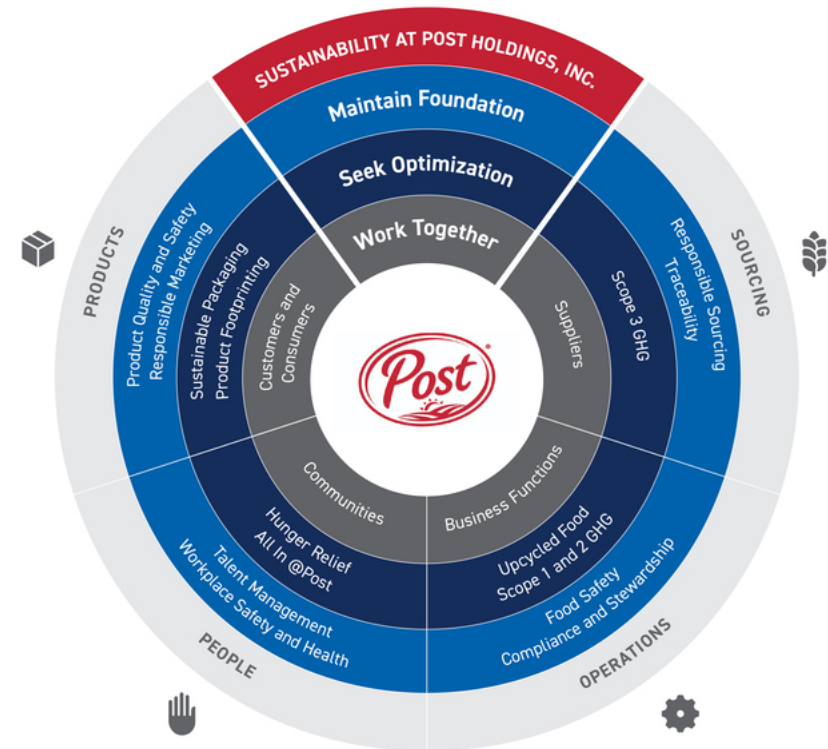 SUSTAINABILITY AT POST HOLDINGS, INC.
Maintain Foundation
Seek Optimization
Work Together
PRODUCTS
Product Quality and Safety
Responsible Marketing
Sustainable Packaging
Product Footprinting
Customers and
Consumers
Suppliers
Scope 3 GHG
Responsible Sourcing
Traceability
SOURCING
Post
Communities
Hunger Relief
All In @Post
Talent Management
Workplace Safety and Health
PEOPLE
Business Functions
Upcycled Food
Scope 1 and 2 GHG
Food Safety
Compliance and Stewardship
OPERATIONS